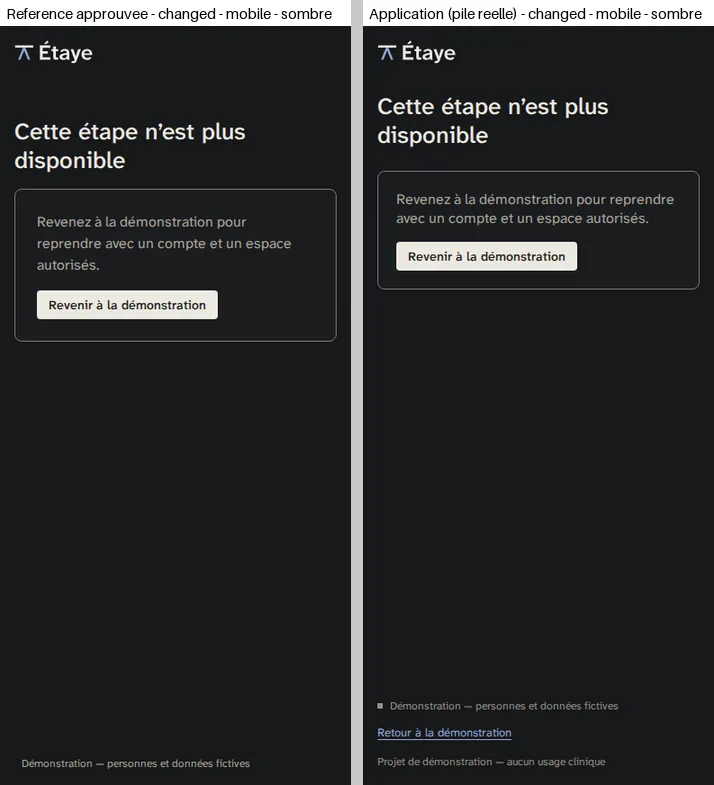 Reference approuvee - changed - mobile - sombre
Étaye
Cette étape n’est plus
disponible
Revenez à la démonstration pour
reprendre avec un compte et un espace
autorisés.
Revenir à la démonstration
Démonstration — personnes et données fictives
Application (pile reelle) - changed - mobile - sombre
Étaye
Cette étape n’est plus
disponible
Revenez à la démonstration pour reprendre
avec un compte et un espace autorisés.
Revenir à la démonstration
Démonstration — personnes et données fictives
Retour à la démonstration
Projet de démonstration — aucun usage clinique